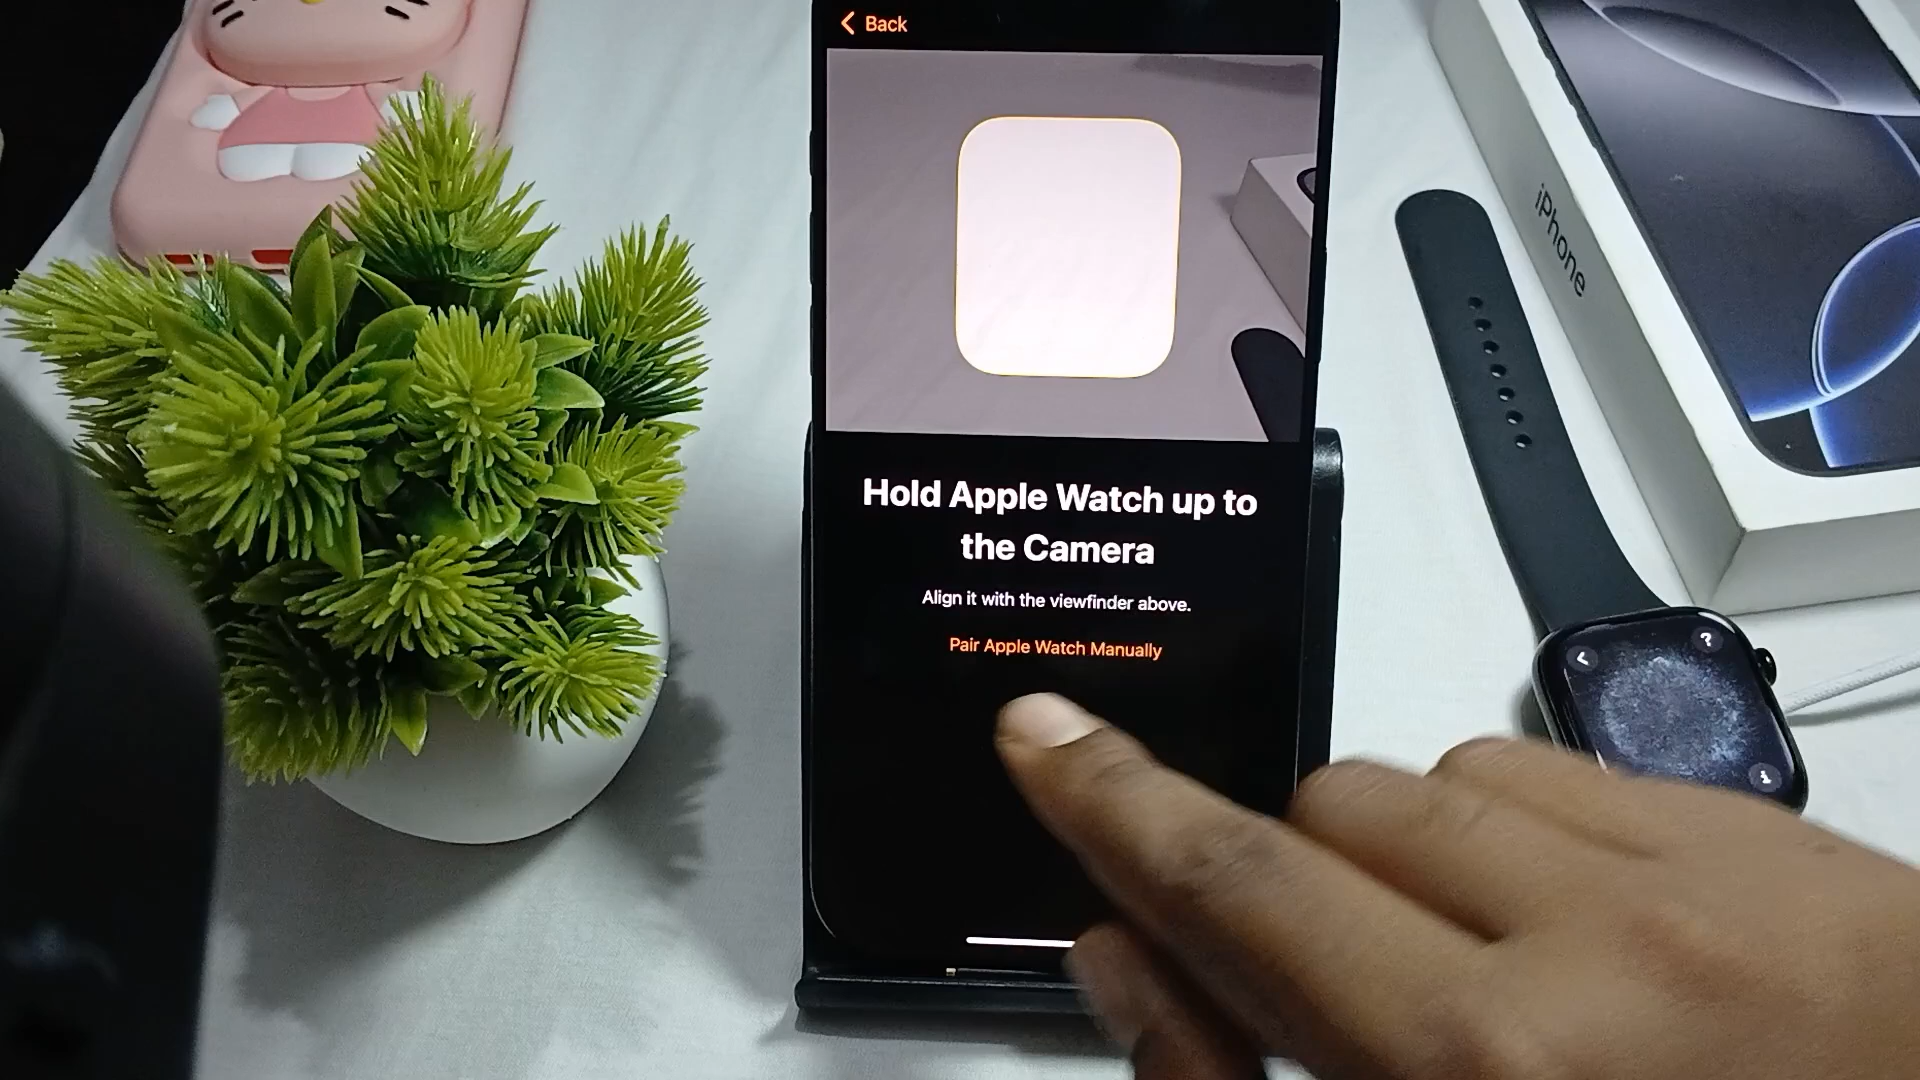 Back
Hold Apple Watch up to
the Camera
Align it with the viewfinder above.
Pair Apple Watch Manually
iPhone
?
i